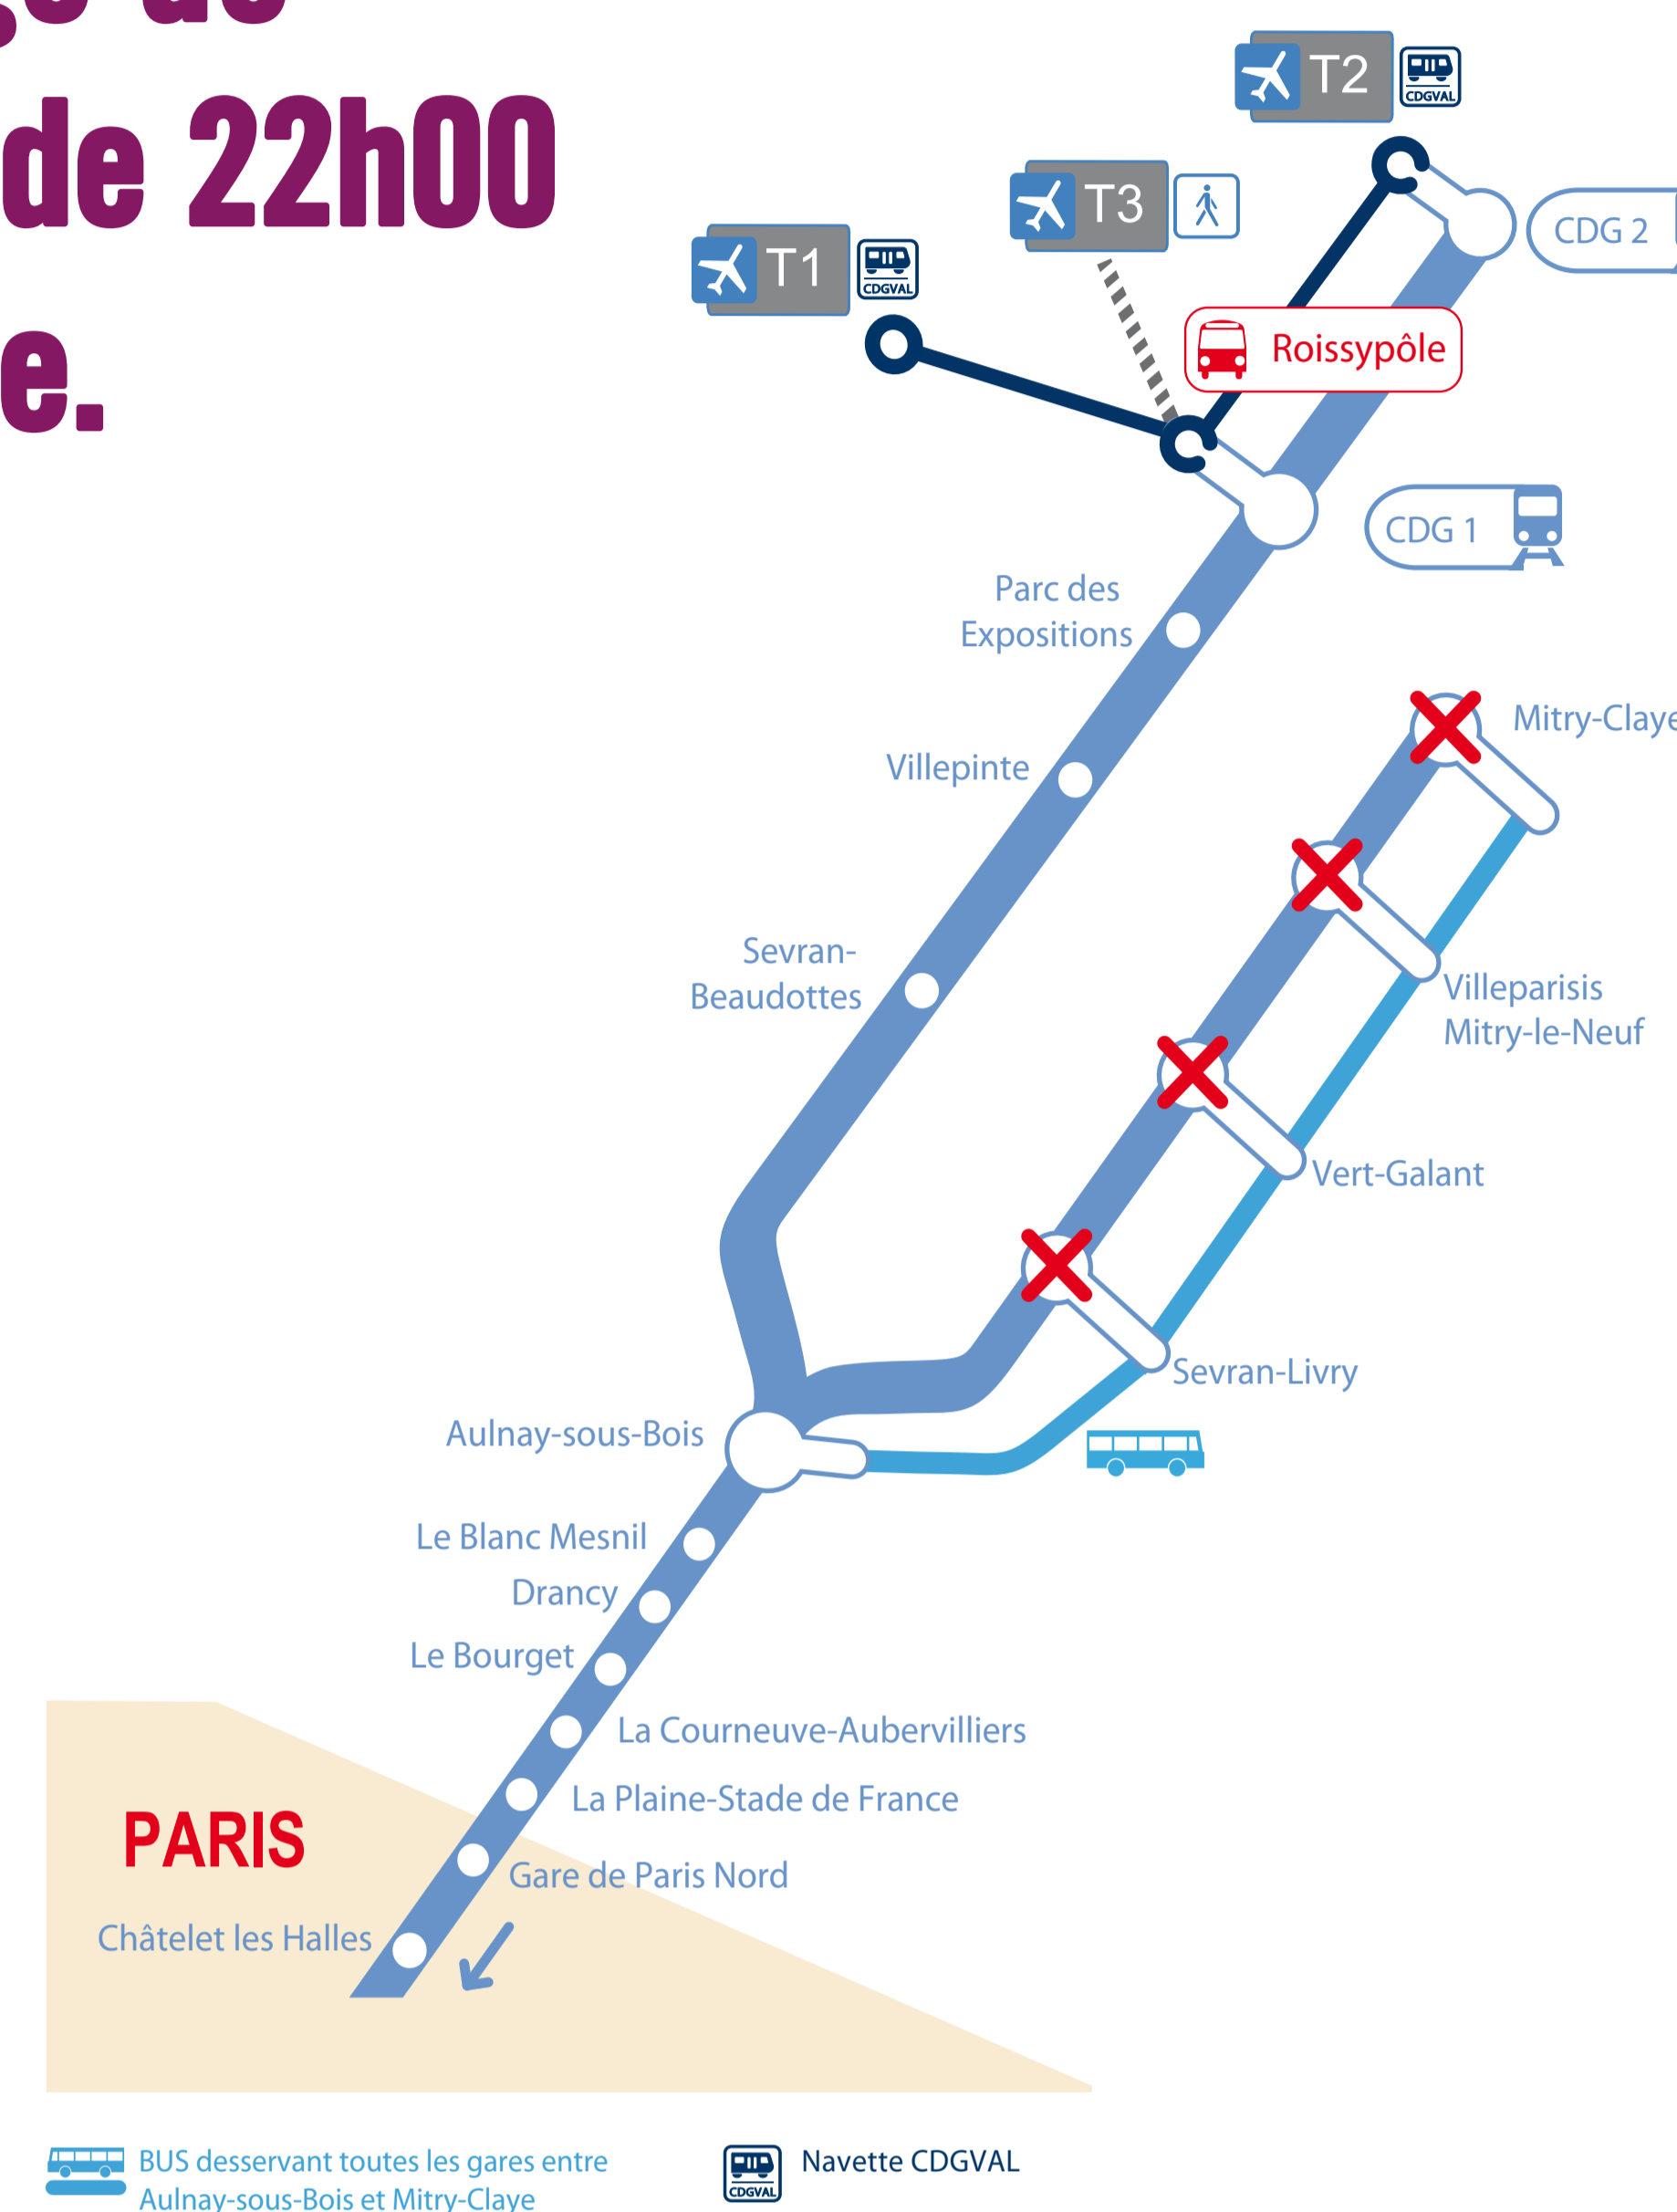 de 22h00
e.
T2
CDGVAL
T3
T1
CDGVAL
CDG 2
Roissypôle
CDG 1
Parc des
Expositions
Mitry-Claye
Villepinte
Sevran-
Beaudottes
Villeparisis
Mitry-le-Neuf
Vert-Galant
Sevran-Livry
Aulnay-sous-Bois
Le Blanc Mesnil
Drancy
Le Bourget
La Courneuve-Aubervilliers
La Plaine-Stade de France
PARIS
Gare de Paris Nord
Châtelet les Halles
BUS desservant toutes les gares entre
Aulnay-sous-Bois et Mitry-Claye
CDGVAL
Navette CDGVAL